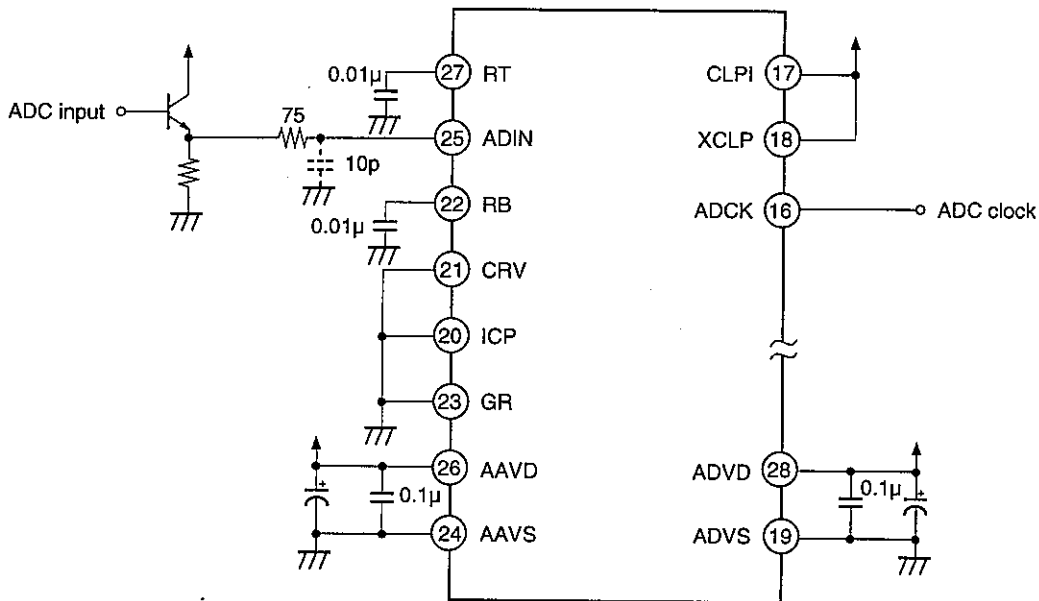 0.01μ
27 RT
CLPI 17
ADC input
75
25 ADIN
XCLP 18
10p
22 RB
ADCK 16
ADC clock
0.01μ
21 CRV
20 ICP
23 GR
26 AAVD
ADVD 28
+
0.1μ
0.1μ
+
24 AAVS
ADVS 19